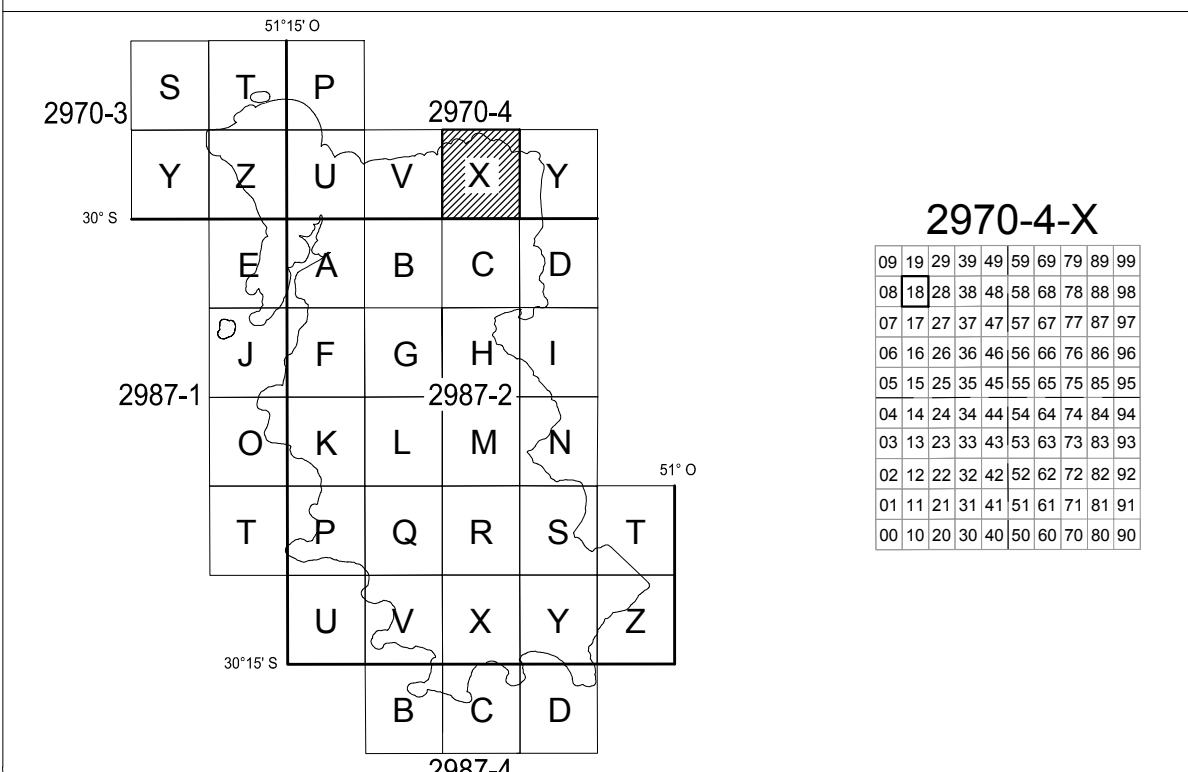 51°15' O
S T P
2970-3 2970-4
Y Z U V X Y
30° S
E A B C D
J F G H I
2987-1 2987-2
O K L M N
51° O
T P Q R S T
U V X Y Z
30°15' S
B C D
2987-4
2970-4-X
09 19 29 39 49 59 69 79 89 99
08 18 28 38 48 58 68 78 88 98
07 17 27 37 47 57 67 77 87 97
06 16 26 36 46 56 66 76 86 96
05 15 25 35 45 55 65 75 85 95
04 14 24 34 44 54 64 74 84 94
03 13 23 33 43 53 63 73 83 93
02 12 22 32 42 52 62 72 82 92
01 11 21 31 41 51 61 71 81 91
00 10 20 30 40 50 60 70 80 90